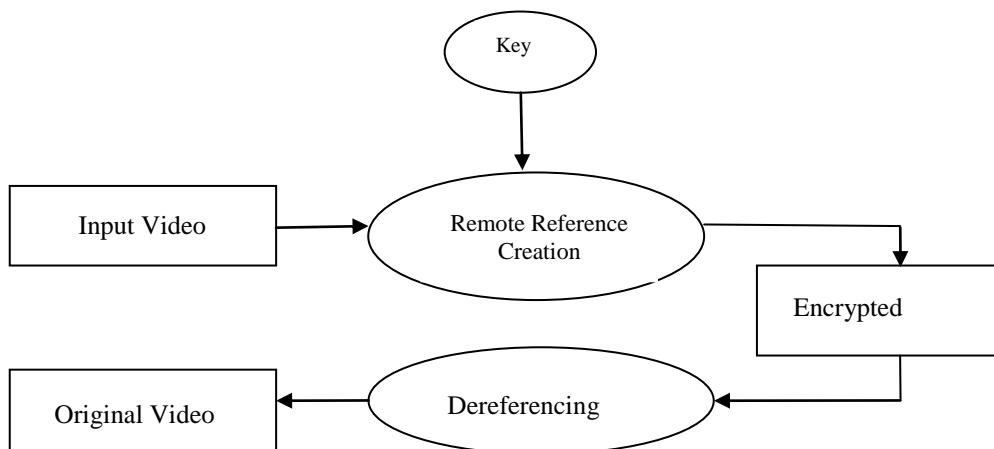 Key
Input Video
Remote Reference
Creation
Encrypted
Original Video
Dereferencing